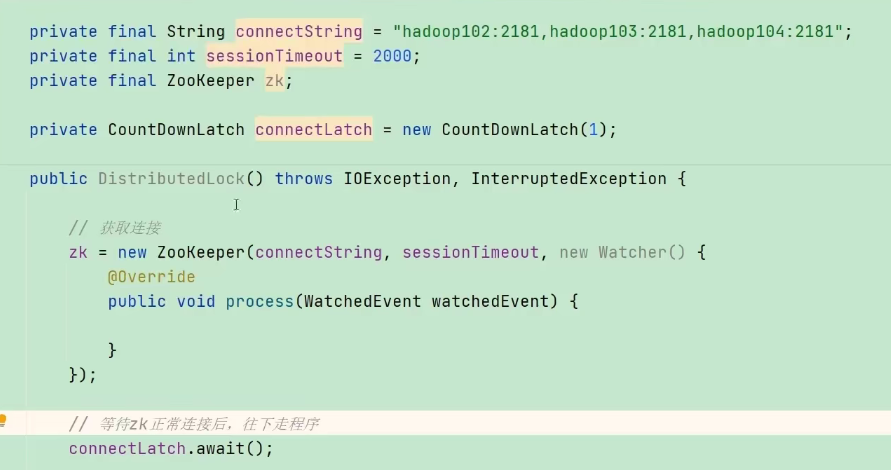 private final String connectString = "hadoop102:2181,hadoop103:2181,hadoop104:2181";
private final int sessionTimeout = 2000;
private final ZooKeeper zk;
private CountDownLatch connectLatch = new CountDownLatch(1);
public DistributedLock() throws IOException, InterruptedException {
// 获取连接
zk = new ZooKeeper(connectString, sessionTimeout, new Watcher() {
@Override
public void process(WatchedEvent watchedEvent) {
}
});
// 等待zk正常连接后，往下走程序
connectLatch.await();